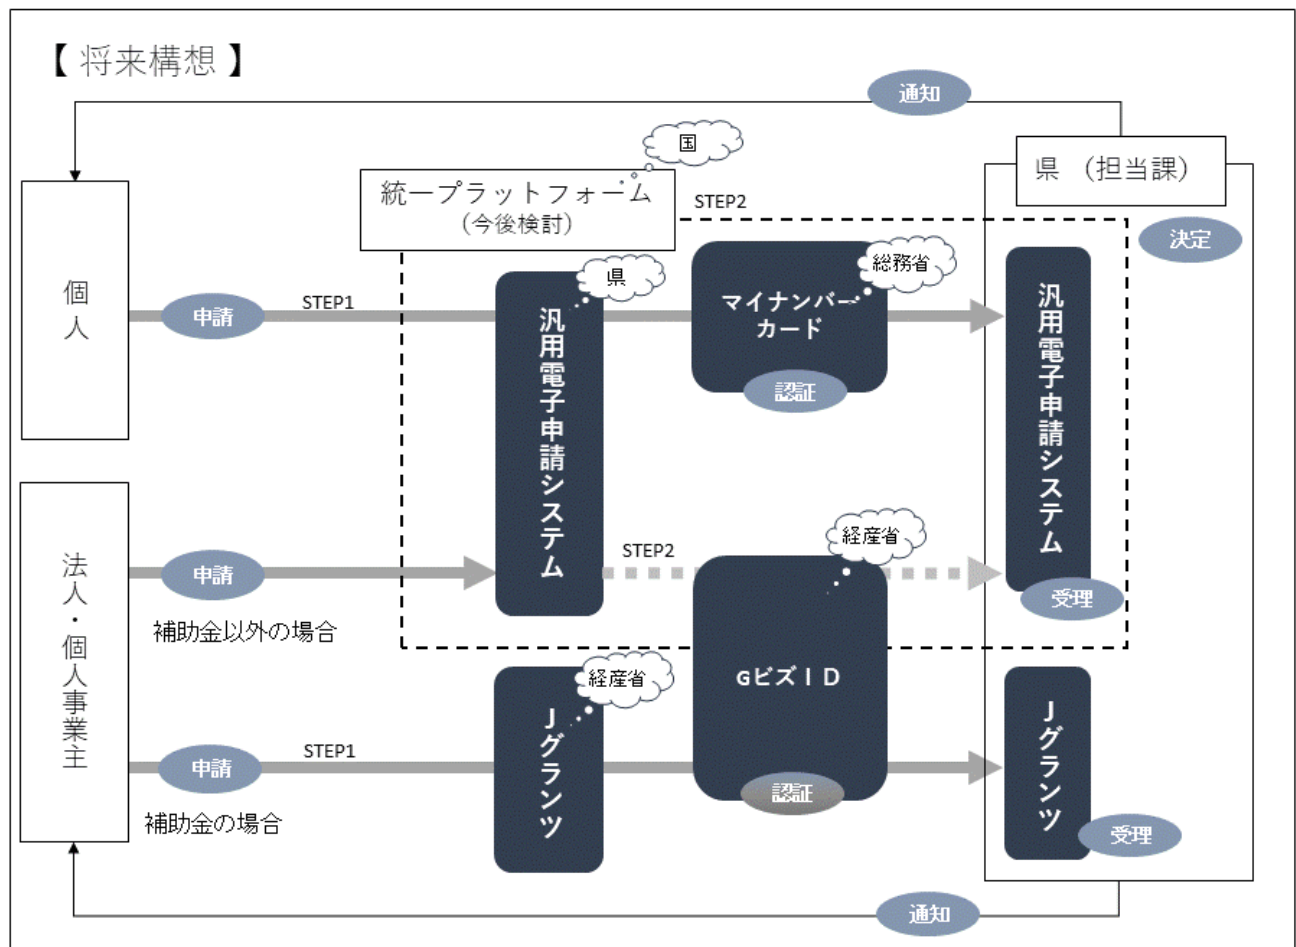 【 将来構想 】
通知
国
県 （担当課）
統一プラットフォーム
（今後検討）
STEP2
決定
県
総務省
個人
申請
STEP1
汎用電子申請システム
マイナンバー
カード
認証
汎用電子申請システム
経産省
法人・個人事業主
申請
STEP2
受理
補助金以外の場合
経産省
GビズＩＤ
Ｊグランツ
Ｊグランツ
申請
STEP1
認証
補助金の場合
受理
通知